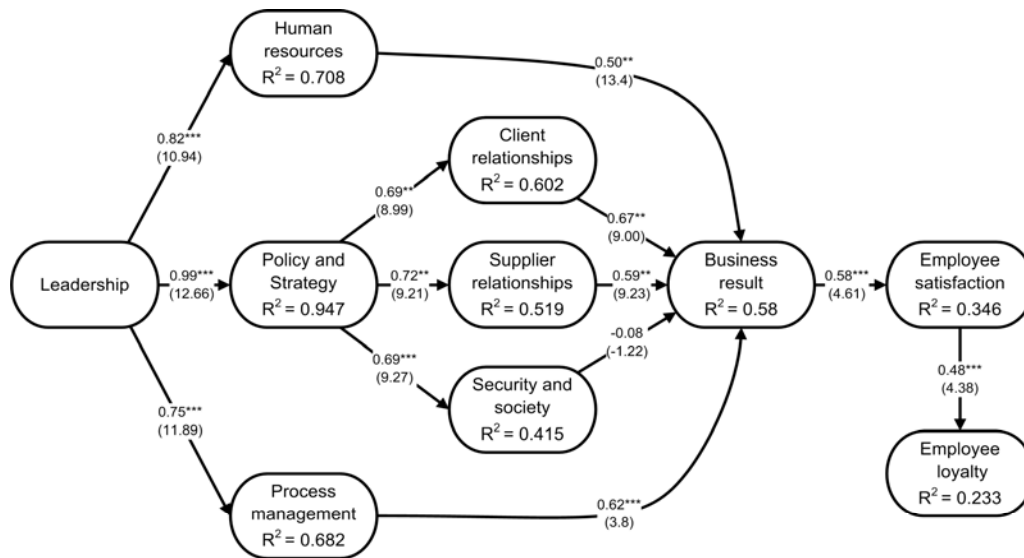 Human
resources
R² = 0.708
0.50**
(13.4)
0.82***
(10.94)
Client
relationships
R² = 0.602
0.69**
(8.99)
0.67**
(9.00)
Leadership
0.99***
(12.66)
Policy and
Strategy
R² = 0.947
0.72**
(9.21)
Supplier
relationships
R² = 0.519
0.59**
(9.23)
Business
result
R² = 0.58
0.58***
(4.61)
Employee
satisfaction
R² = 0.346
0.69***
(9.27)
-0.08
(-1.22)
Security and
society
R² = 0.415
0.48***
(4.38)
0.75***
(11.89)
Employee
loyalty
R² = 0.233
Process
management
R² = 0.682
0.62***
(3.8)